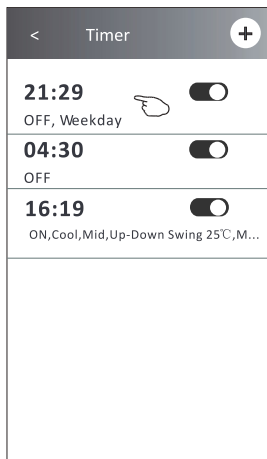 < Timer +
21:29
OFF, Weekday
04:30
OFF
16:19
ON,Cool,Mid,Up-Down Swing 25℃,M...